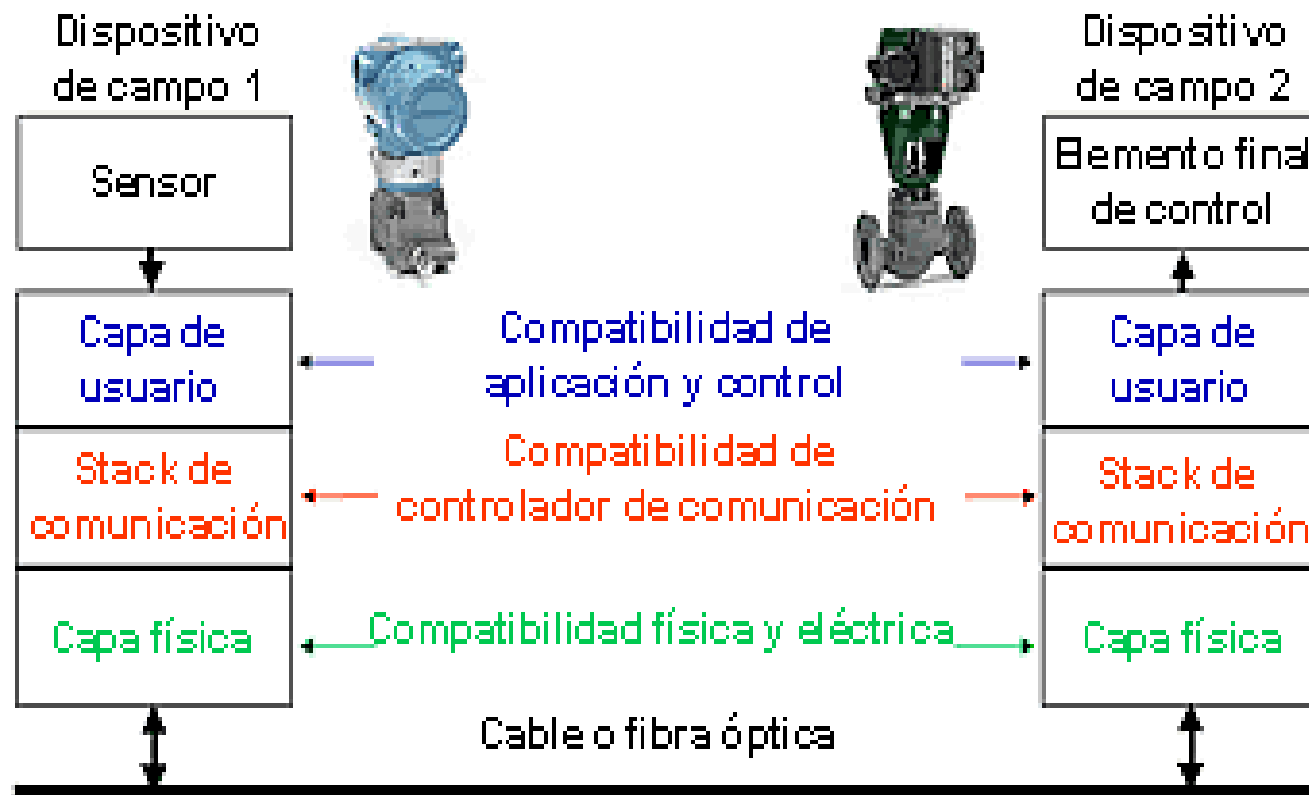 Dispositivo
de campo 1
Sensor
Capa de
usuario
Stack de
comunicación
Capa física
Compatibilidad de
aplicación y control
Compatibilidad de
controlador de comunicación
Compatibilidad física y eléctrica
Cable o fibra óptica
Dispositivo
de campo 2
Elemento final
de control
Capa de
usuario
Stack de
comunicación
Capa física